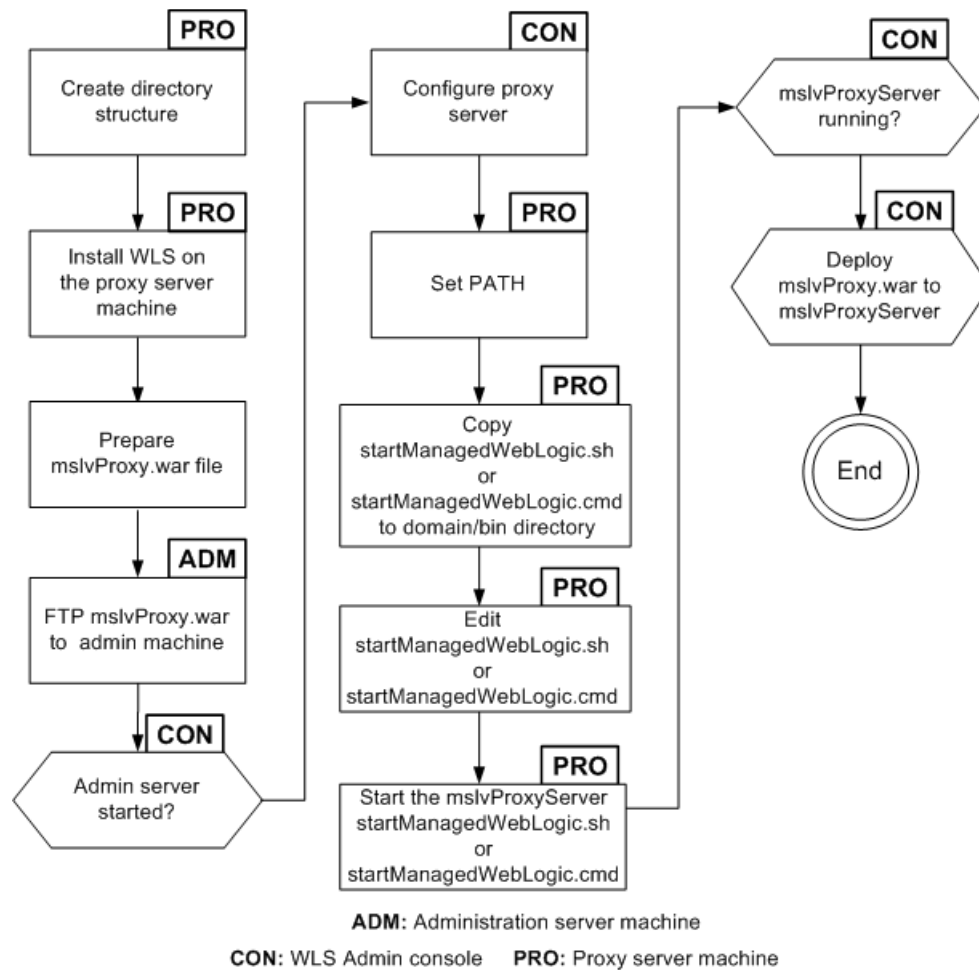 PRO
Create directory
structure
PRO
Install WLS on
the proxy server
machine
Prepare
mslvProxy.war file
ADM
FTP mslvProxy.war
to admin machine
CON
Admin server
started?
CON
Configure proxy
server
PRO
Set PATH
PRO
Copy
startManagedWebLogic.sh
or
startManagedWebLogic.cmd
to domain/bin directory
PRO
Edit
startManagedWebLogic.sh
or
startManagedWebLogic.cmd
PRO
Start the mslvProxyServer
startManagedWebLogic.sh
or
startManagedWebLogic.cmd
CON
mslvProxyServer
running?
CON
Deploy
mslvProxy.war to
mslvProxyServer
End
ADM: Administration server machine
CON: WLS Admin console PRO: Proxy server machine